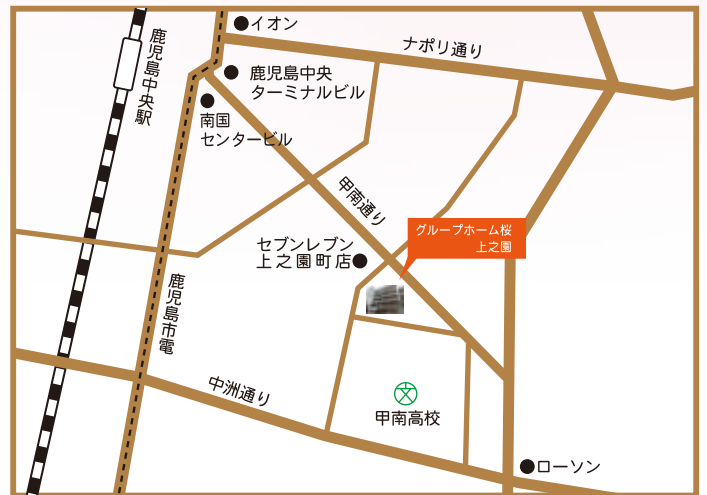 イオン
ナポリ通り
鹿児島中央駅
鹿児島中央
ターミナルビル
南国
センタービル
甲南通り
グループホーム桜
上之園
セブンレブン
上之園町店
鹿児島市電
中洲通り
文
甲南高校
ローソン